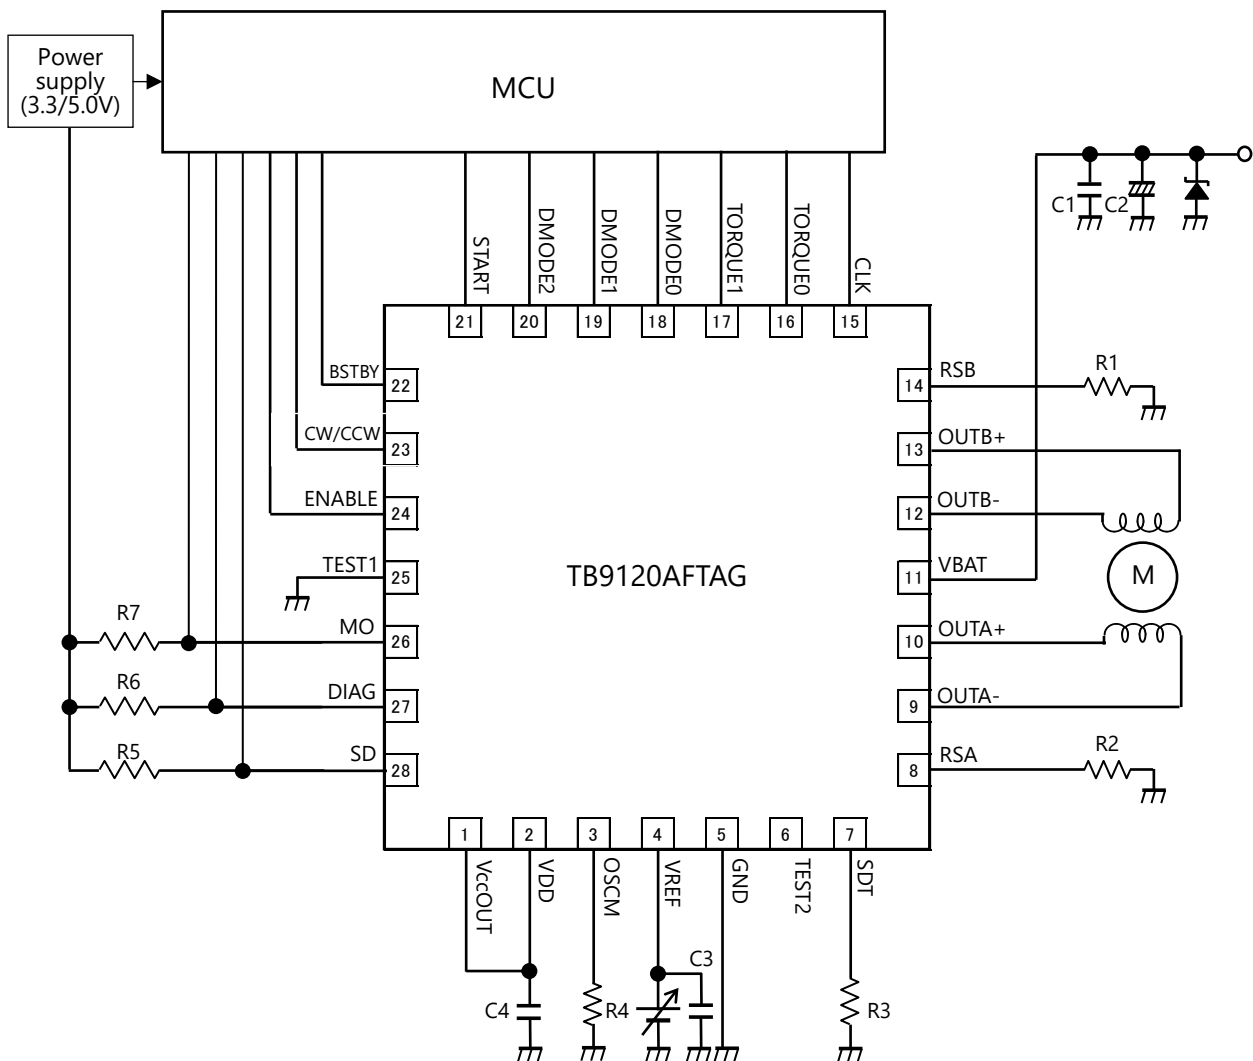 Power
supply
(3.3/5.0V)
MCU
C1
C2
START
DMODE2
DMODE1
DMODE0
TORQUE1
TORQUE0
CLK
21
20
19
18
17
16
15
BSTBY
22
CW/CCW
23
ENABLE
24
TEST1
25
R7
MO
26
R6
DIAG
27
R5
SD
28
TB9120AFTAG
14
RSB
R1
13
OUTB+
12
OUTB-
11
VBAT
M
10
OUTA+
9
OUTA-
8
RSA
R2
1
2
3
4
5
6
7
VccOUT
VDD
OSCM
VREF
GND
TEST2
SDT
C4
R4
C3
R3